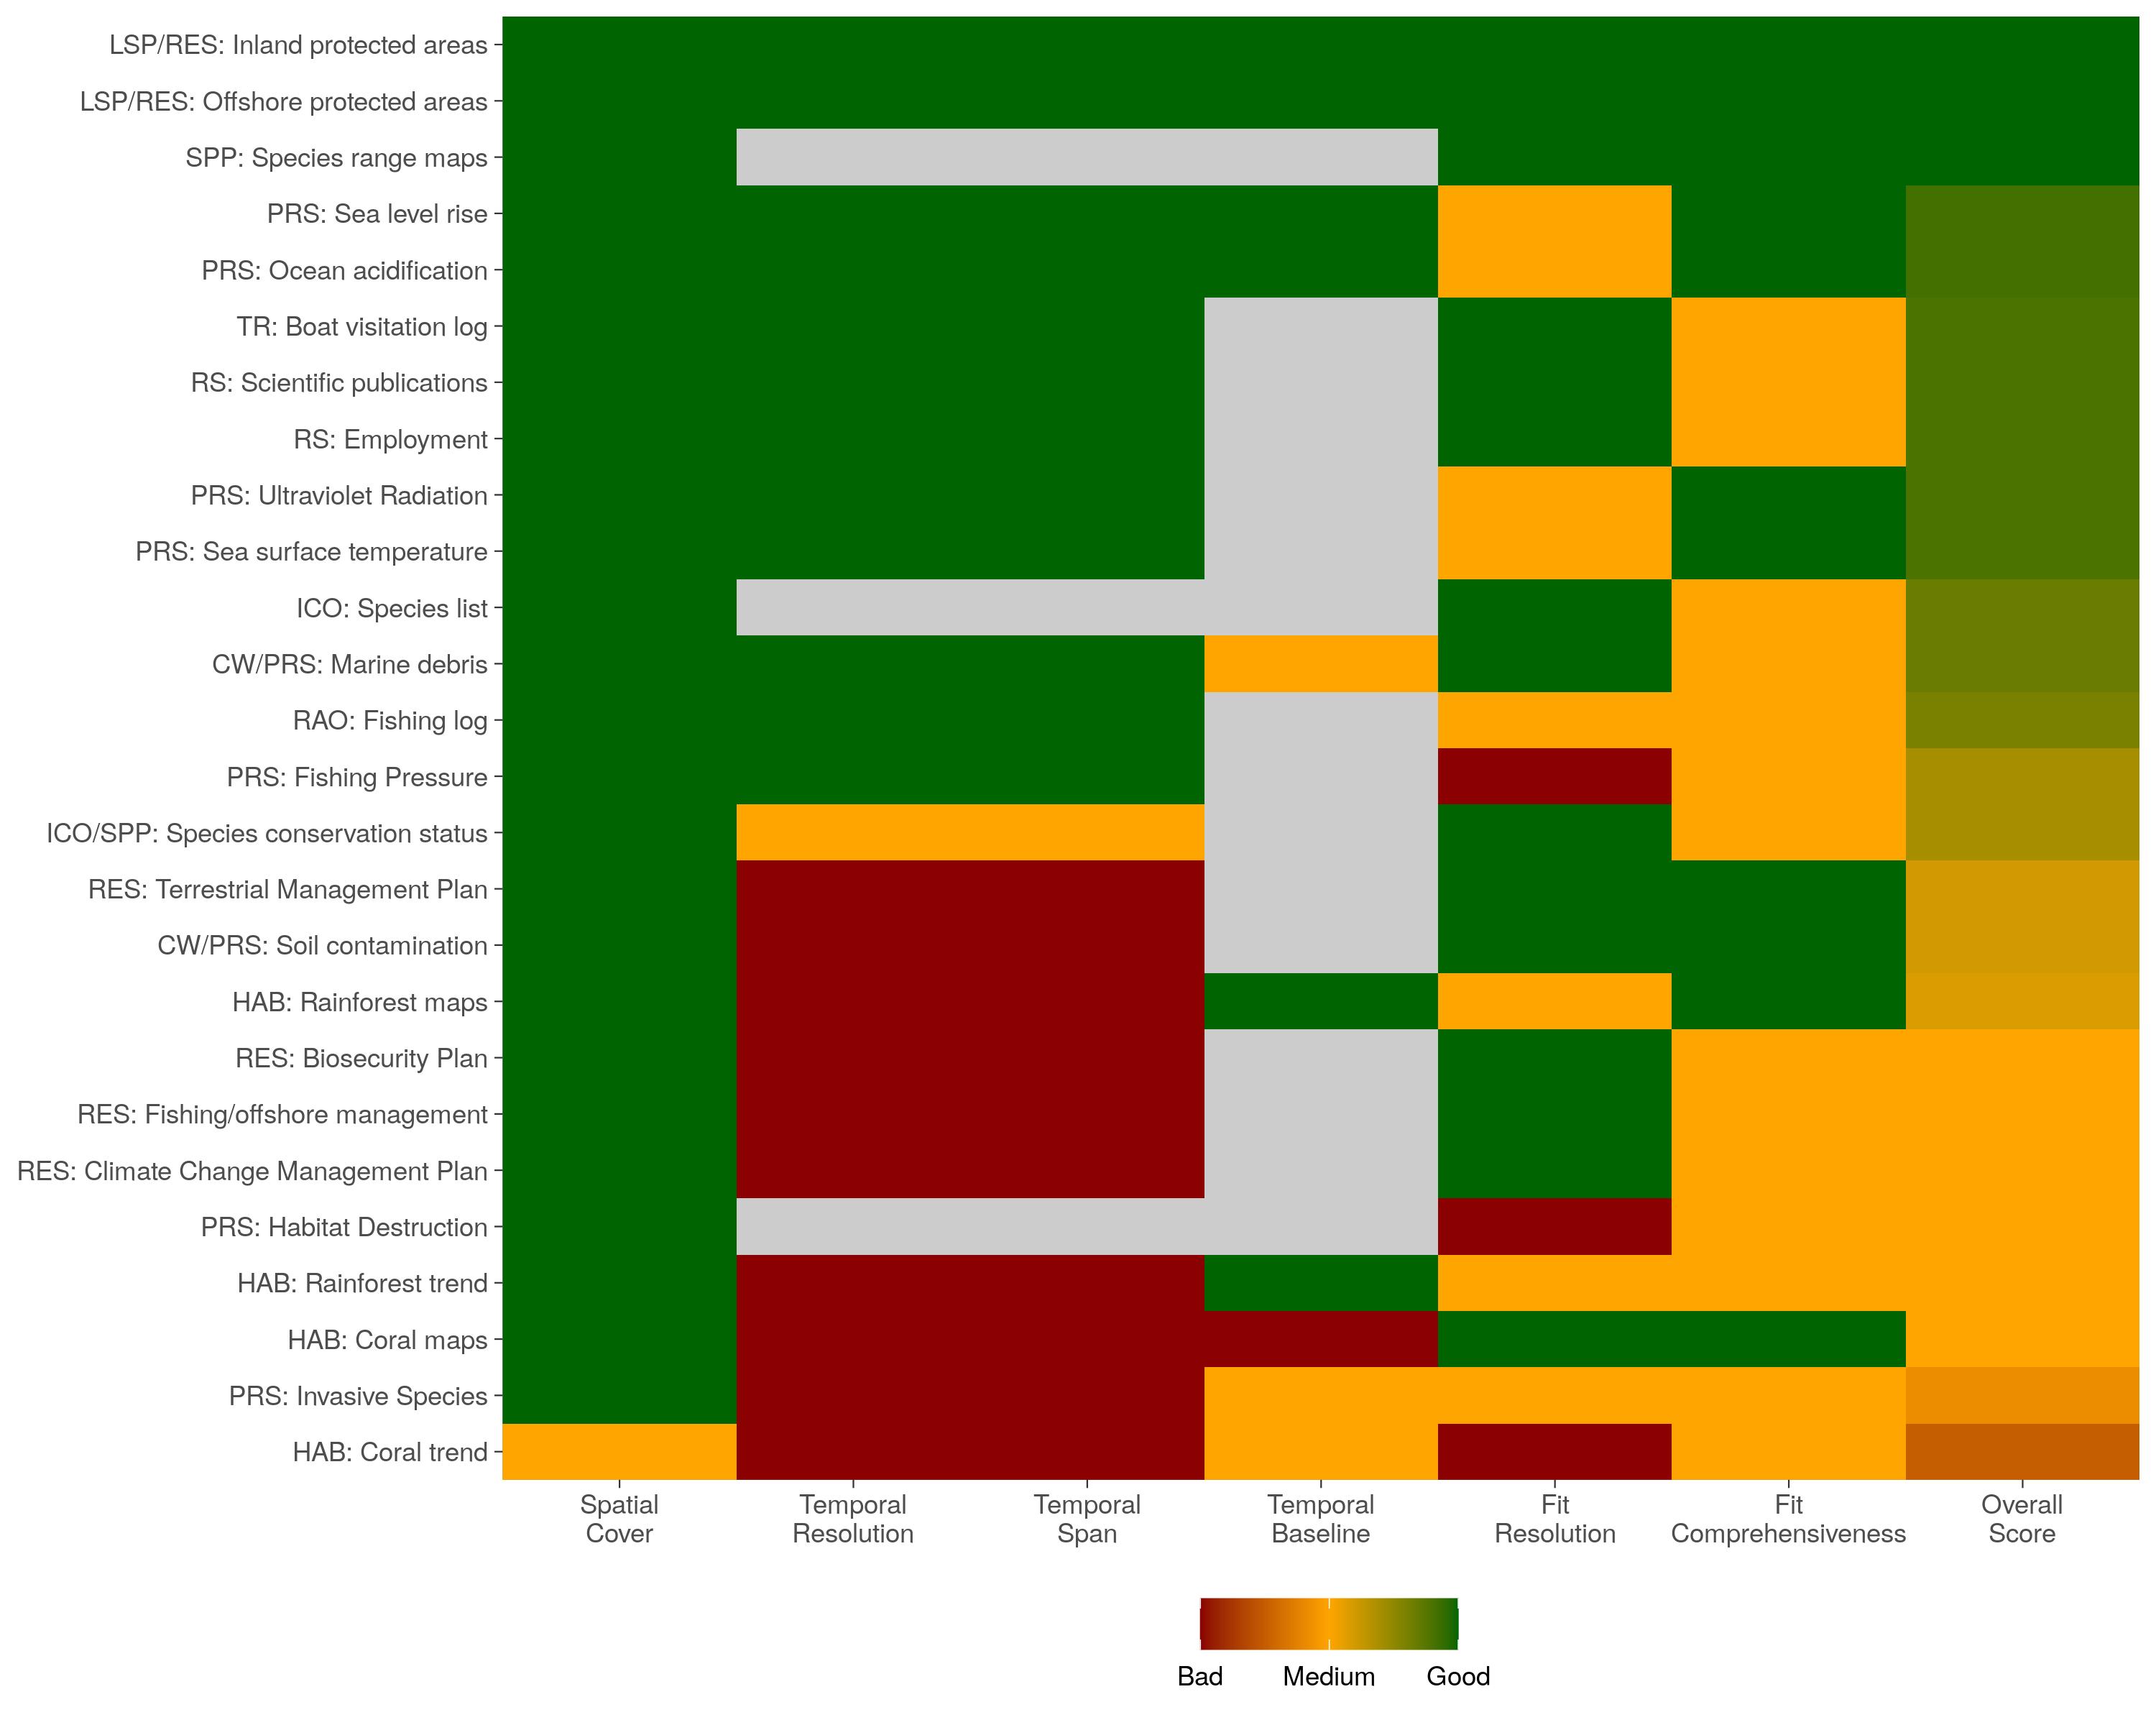 LSP/RES: Inland protected areas
LSP/RES: Offshore protected areas
SPP: Species range maps
PRS: Sea level rise
PRS: Ocean acidification
TR: Boat visitation log
RS: Scientific publications
RS: Employment
PRS: Ultraviolet Radiation
PRS: Sea surface temperature
ICO: Species list
CW/PRS: Marine debris
RAO: Fishing log
PRS: Fishing Pressure
ICO/SPP: Species conservation status
RES: Terrestrial Management Plan
CW/PRS: Soil contamination
HAB: Rainforest maps
RES: Biosecurity Plan
RES: Fishing/offshore management
RES: Climate Change Management Plan
PRS: Habitat Destruction
HAB: Rainforest trend
HAB: Coral maps
PRS: Invasive Species
HAB: Coral trend
Spatial
Cover
Temporal
Resolution
Temporal
Span
Temporal
Baseline
Fit
Resolution
Fit
Comprehensiveness
Overall
Score
Bad
Medium
Good